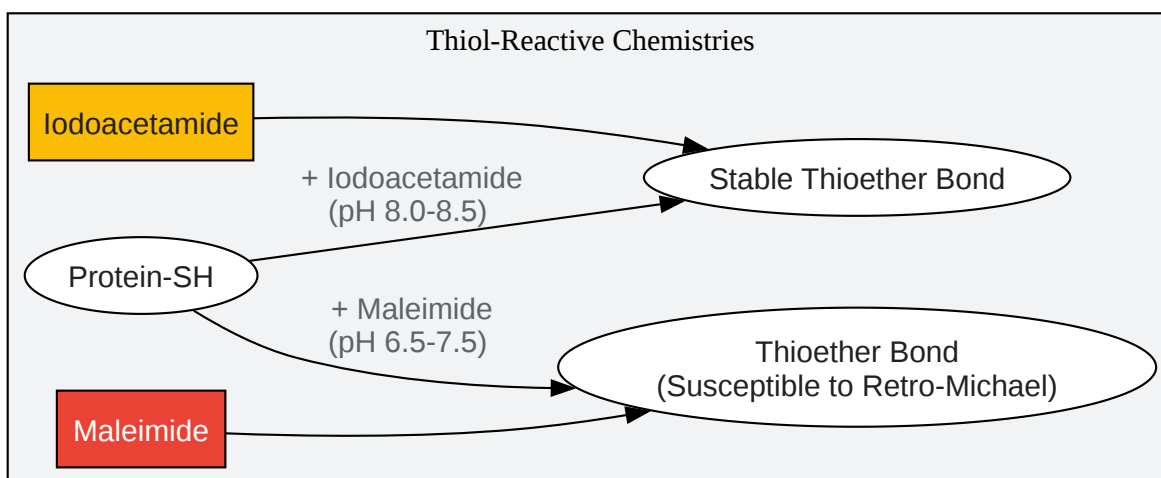 Thiol-Reactive Chemistries
Iodoacetamide
+ Iodoacetamide
(pH 8.0-8.5)
Stable Thioether Bond
Protein-SH
+ Maleimide
(pH 6.5-7.5)
Thioether Bond
(Susceptible to Retro-Michael)
Maleimide